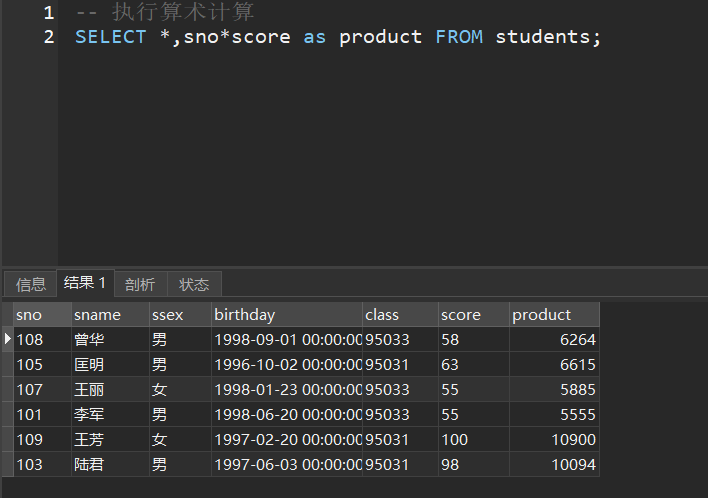 1 -- 执行算术计算
2 SELECT *,sno*score as product FROM students;
信息 结果 1 剖析 状态
sno sname ssex birthday class score product
108 曾华 男 1998-09-01 00:00:00 95033 58 6264
105 匡明 男 1996-10-02 00:00:00 95031 63 6615
107 王丽 女 1998-01-23 00:00:00 95033 55 5885
101 李军 男 1998-06-20 00:00:00 95033 55 5555
109 王芳 女 1997-02-20 00:00:00 95031 100 10900
103 陆君 男 1997-06-03 00:00:00 95031 98 10094